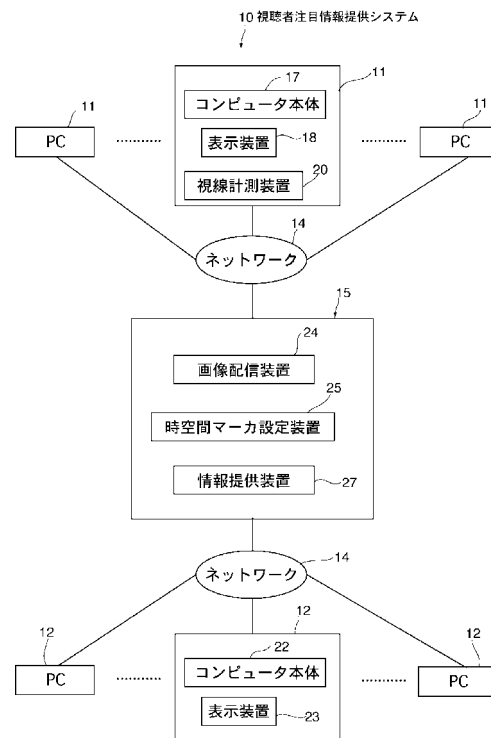 10 視聴者注目情報提供システム
17
11
コンピュータ本体
11
PC
11
PC
表示装置
18
20
視線計測装置
14
ネットワーク
15
24
画像配信装置
25
時空間マーカ設定装置
情報提供装置
27
14
ネットワーク
12
12
12
22
PC
コンピュータ本体
PC
表示装置
23